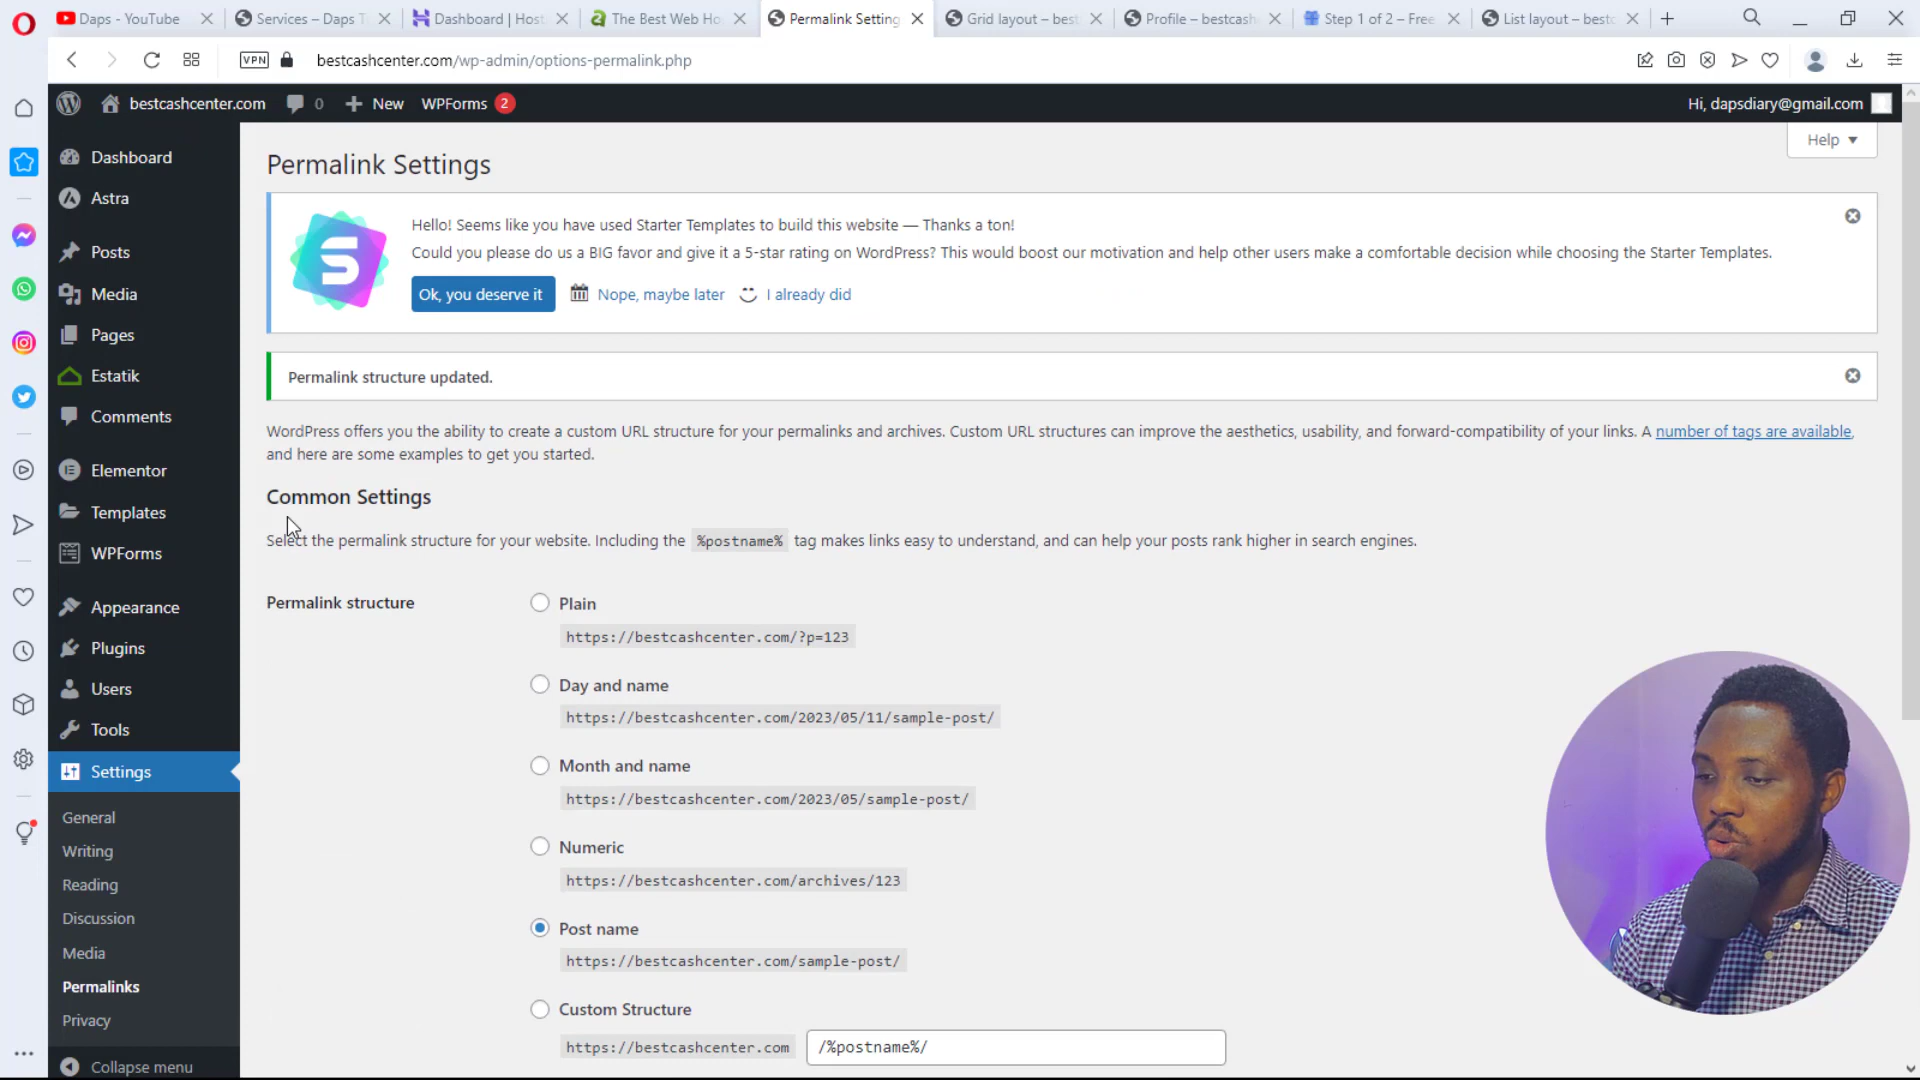 Daps - YouTube
Services – Daps T
Dashboard | Host
The Best Web Ho
Permalink Setting
Grid layout – best
Profile – bestcash
Step 1 of 2 – Free
List layout – bestc
VPN
bestcashcenter.com/wp-admin/options-permalink.php
bestcashcenter.com
0
New
WPForms 2
Hi, dapsdiary@gmail.com
Help
Dashboard
Astra
Posts
Media
Pages
Estatik
Comments
Elementor
Templates
WPForms
Appearance
Plugins
Users
Tools
Settings
General
Writing
Reading
Discussion
Media
Permalinks
Privacy
Collapse menu
Permalink Settings
S
Hello! Seems like you have used Starter Templates to build this website — Thanks a ton!
Could you please do us a BIG favor and give it a 5-star rating on WordPress? This would boost our motivation and help other users make a comfortable decision while choosing the Starter Templates.
Ok, you deserve it
Nope, maybe later
I already did
Permalink structure updated.
WordPress offers you the ability to create a custom URL structure for your permalinks and archives. Custom URL structures can improve the aesthetics, usability, and forward-compatibility of your links. A number of tags are available,
and here are some examples to get you started.
Common Settings
Select the permalink structure for your website. Including the %postname% tag makes links easy to understand, and can help your posts rank higher in search engines.
Permalink structure
Plain
https://bestcashcenter.com/?p=123
Day and name
https://bestcashcenter.com/2023/05/11/sample-post/
Month and name
https://bestcashcenter.com/2023/05/sample-post/
Numeric
https://bestcashcenter.com/archives/123
Post name
https://bestcashcenter.com/sample-post/
Custom Structure
https://bestcashcenter.com
/%postname%/